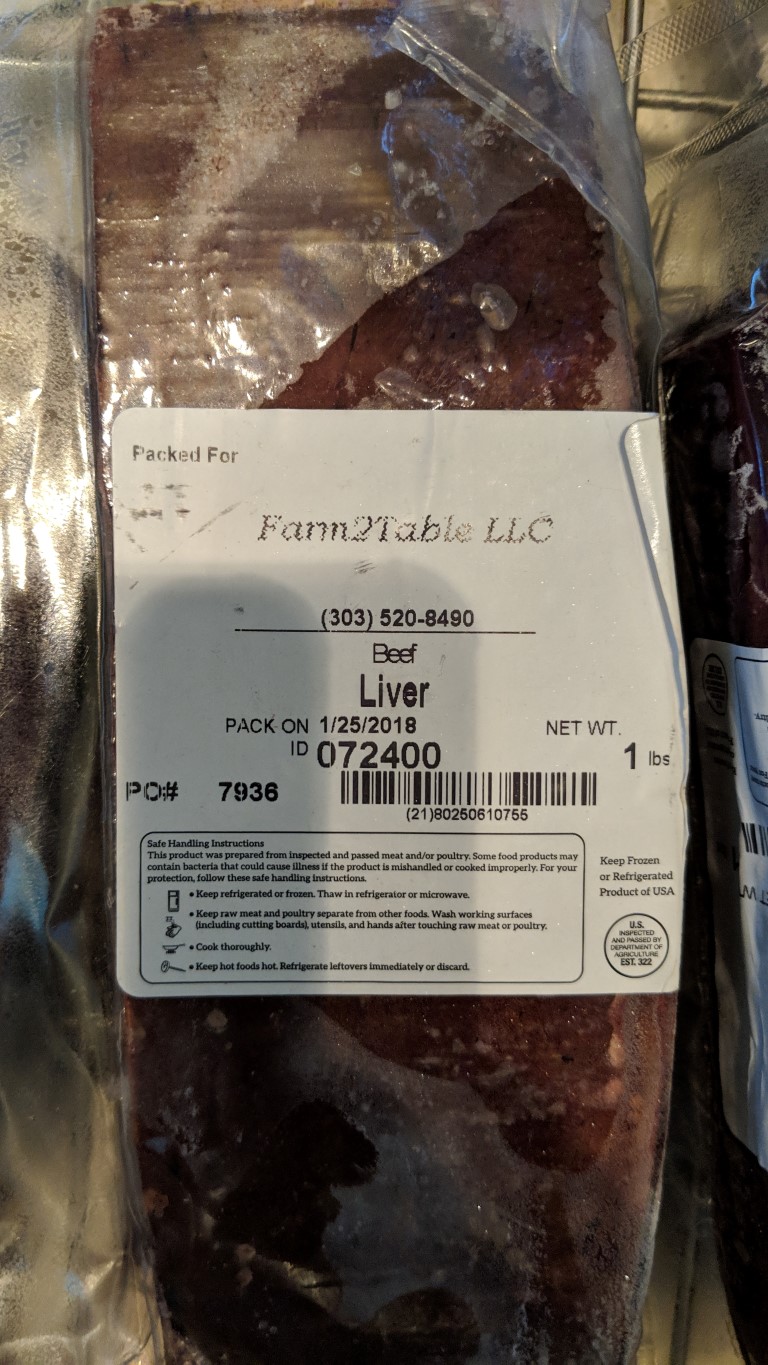 Packed For
Farm2Table LLC
(303) 520-8490
Beef
Liver
PACK ON 1/25/2018
NET WT.
ID 072400
1 lbs
PO# 7936
(21)80250610755
Safe Handling Instructions
This product was prepared from inspected and passed meat and/or poultry. Some food products may
contain bacteria that could cause illness if the product is mishandled or cooked improperly. For your
protection, follow these safe handling instructions.
• Keep refrigerated or frozen. Thaw in refrigerator or microwave.
• Keep raw meat and poultry separate from other foods. Wash working surfaces
(including cutting boards), utensils, and hands after touching raw meat or poultry.
• Cook thoroughly.
• Keep hot foods hot. Refrigerate leftovers immediately or discard.
Keep Frozen
or Refrigerated
Product of USA
U.S.
INSPECTED
AND PASSED BY
DEPARTMENT OF
AGRICULTURE
EST. 322